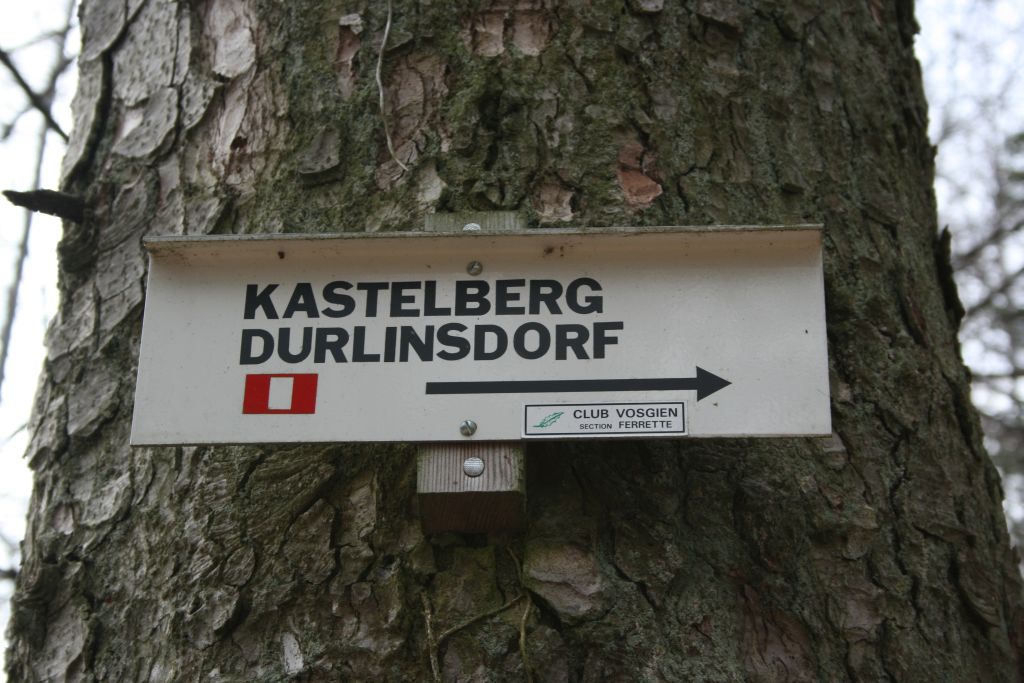 KASTELBERG
DURLINSDORF
CLUB VOSGIEN
SECTION FERRETTE